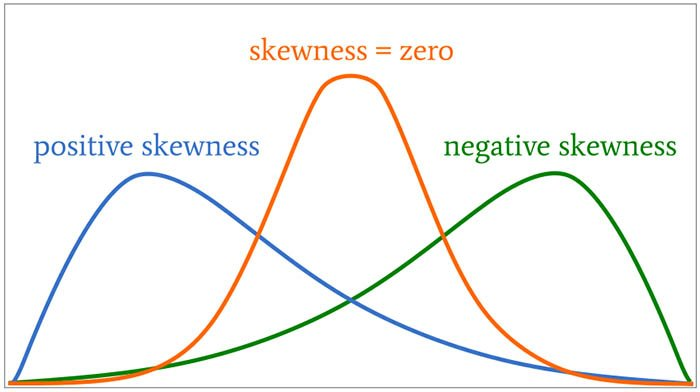 skewness = zero
positive skewness
negative skewness